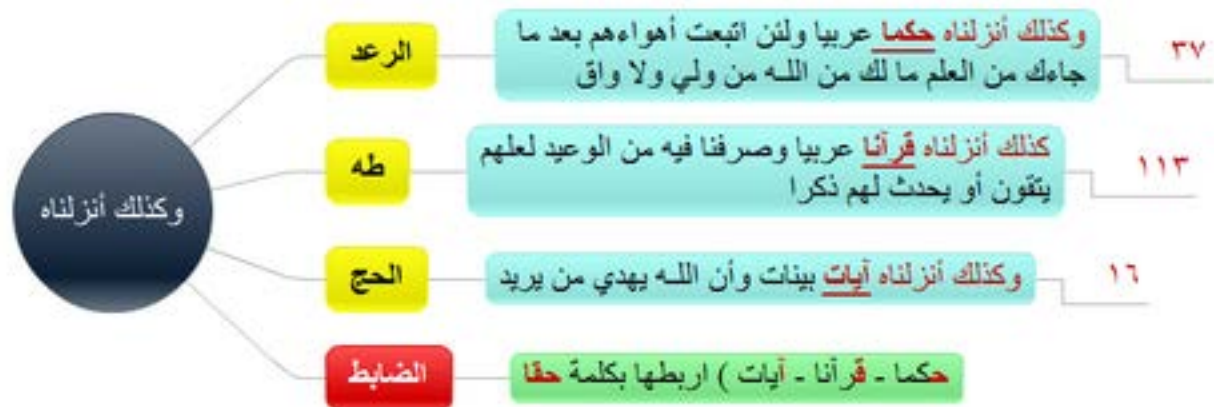 وكذلك أنزلناه
الرعد
وكذلك أنزلناه حكما عربيا ولئن اتبعت أهواءهم بعد ما
جاءك من العلم ما لك من اللـه من ولي ولا واق
٣٧
طه
كذلك أنزلناه قرآنا عربيا وصرفنا فيه من الوعيد لعلهم
يتقون أو يحدث لهم ذكرا
١١٣
الحج
وكذلك أنزلناه آيات بينات وأن اللـه يهدي من يريد
١٦
الضابط
حكما - قرآنا - آيات ) اربطها بكلمة حقا